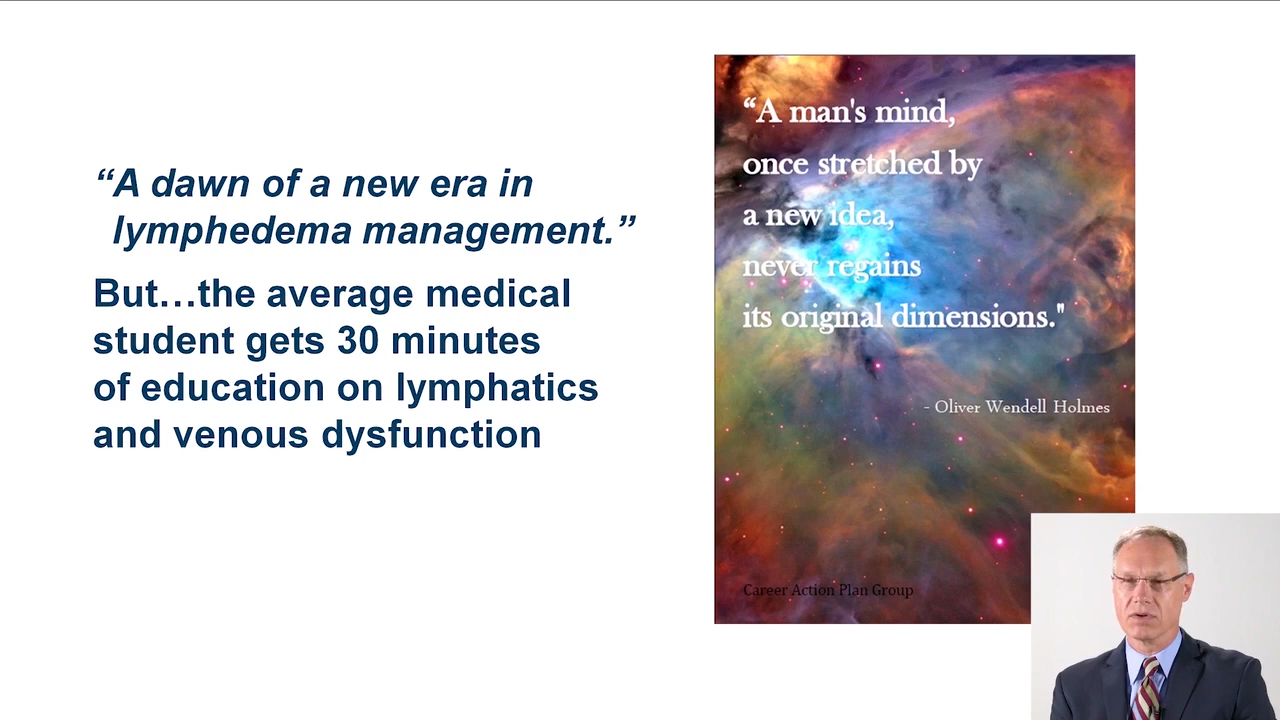 “A dawn of a new era in
lymphedema management.”
But…the average medical
student gets 30 minutes
of education on lymphatics
and venous dysfunction
“A man's mind,
once stretched by
a new idea,
never regains
its original dimensions."
- Oliver Wendell Holmes
Career Action Plan Group